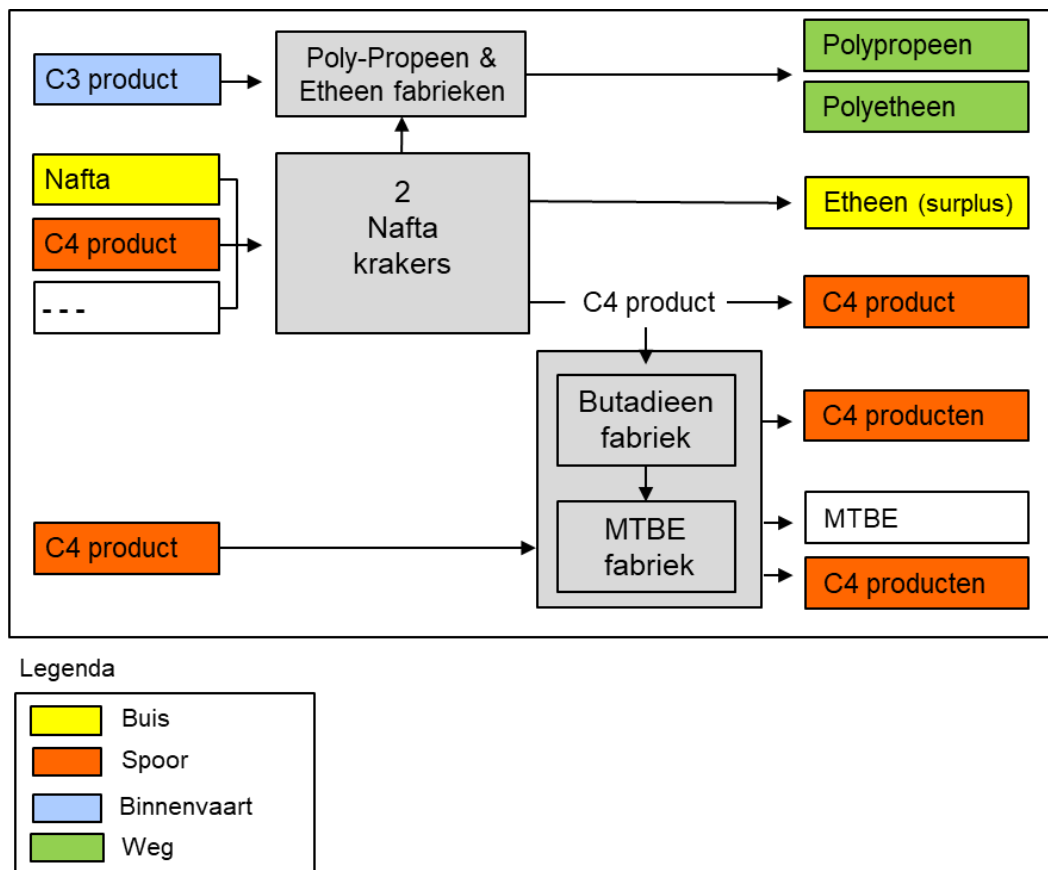 C3 product
Poly-Propeen &
Etheen fabrieken
Polypropeen
Polyetheen
Nafta
C4 product
- - -
2
Nafta
krakers
Etheen (surplus)
C4 product
C4 product
Butadieen
fabriek
C4 producten
C4 product
MTBE
fabriek
MTBE
C4 producten
Legenda
Buis
Spoor
Binnenvaart
Weg